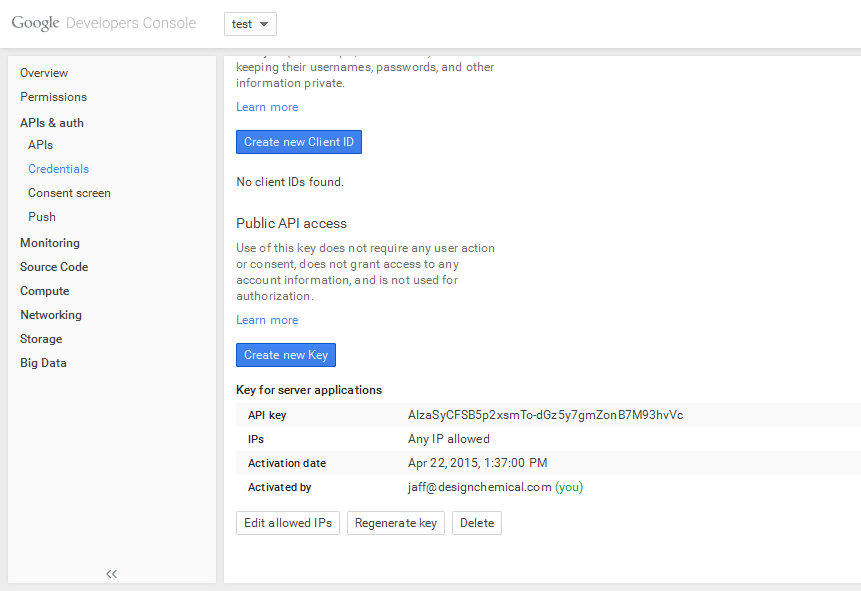 Google Developers Console
test
Overview
Permissions
APIs & auth
APIs
Credentials
Consent screen
Push
Monitoring
Source Code
Compute
Networking
Storage
Big Data
keeping their usernames, passwords, and other
information private.
Learn more
Create new Client ID
No client IDs found.
Public API access
Use of this key does not require any user action
or consent, does not grant access to any
account information, and is not used for
authorization.
Learn more
Create new Key
Key for server applications
API key AIzaSyCFSB5p2xsmTo-dGz5y7gmZonB7M93hvVc
IPs Any IP allowed
Activation date Apr 22, 2015, 1:37:00 PM
Activated by jaff@designchemical.com (you)
Edit allowed IPs Regenerate key Delete